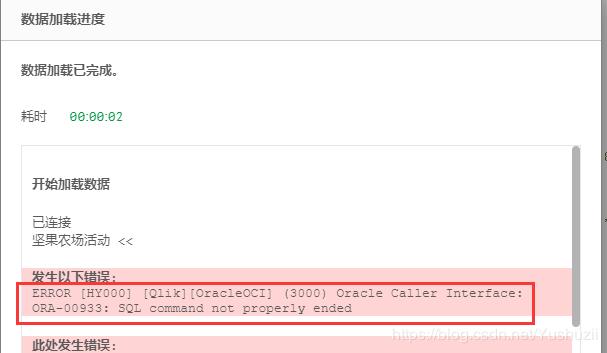 数据加载进度
数据加载已完成。
耗时 00:00:02
开始加载数据
已连接
坚果农场活动 <<
发生以下错误:
ERROR [HY000] [Qlik][OracleOCI] (3000) Oracle Caller Interface:
ORA-00933: SQL command not properly ended
https://blog.csdn.net/Yushuzii
此处发生错误: